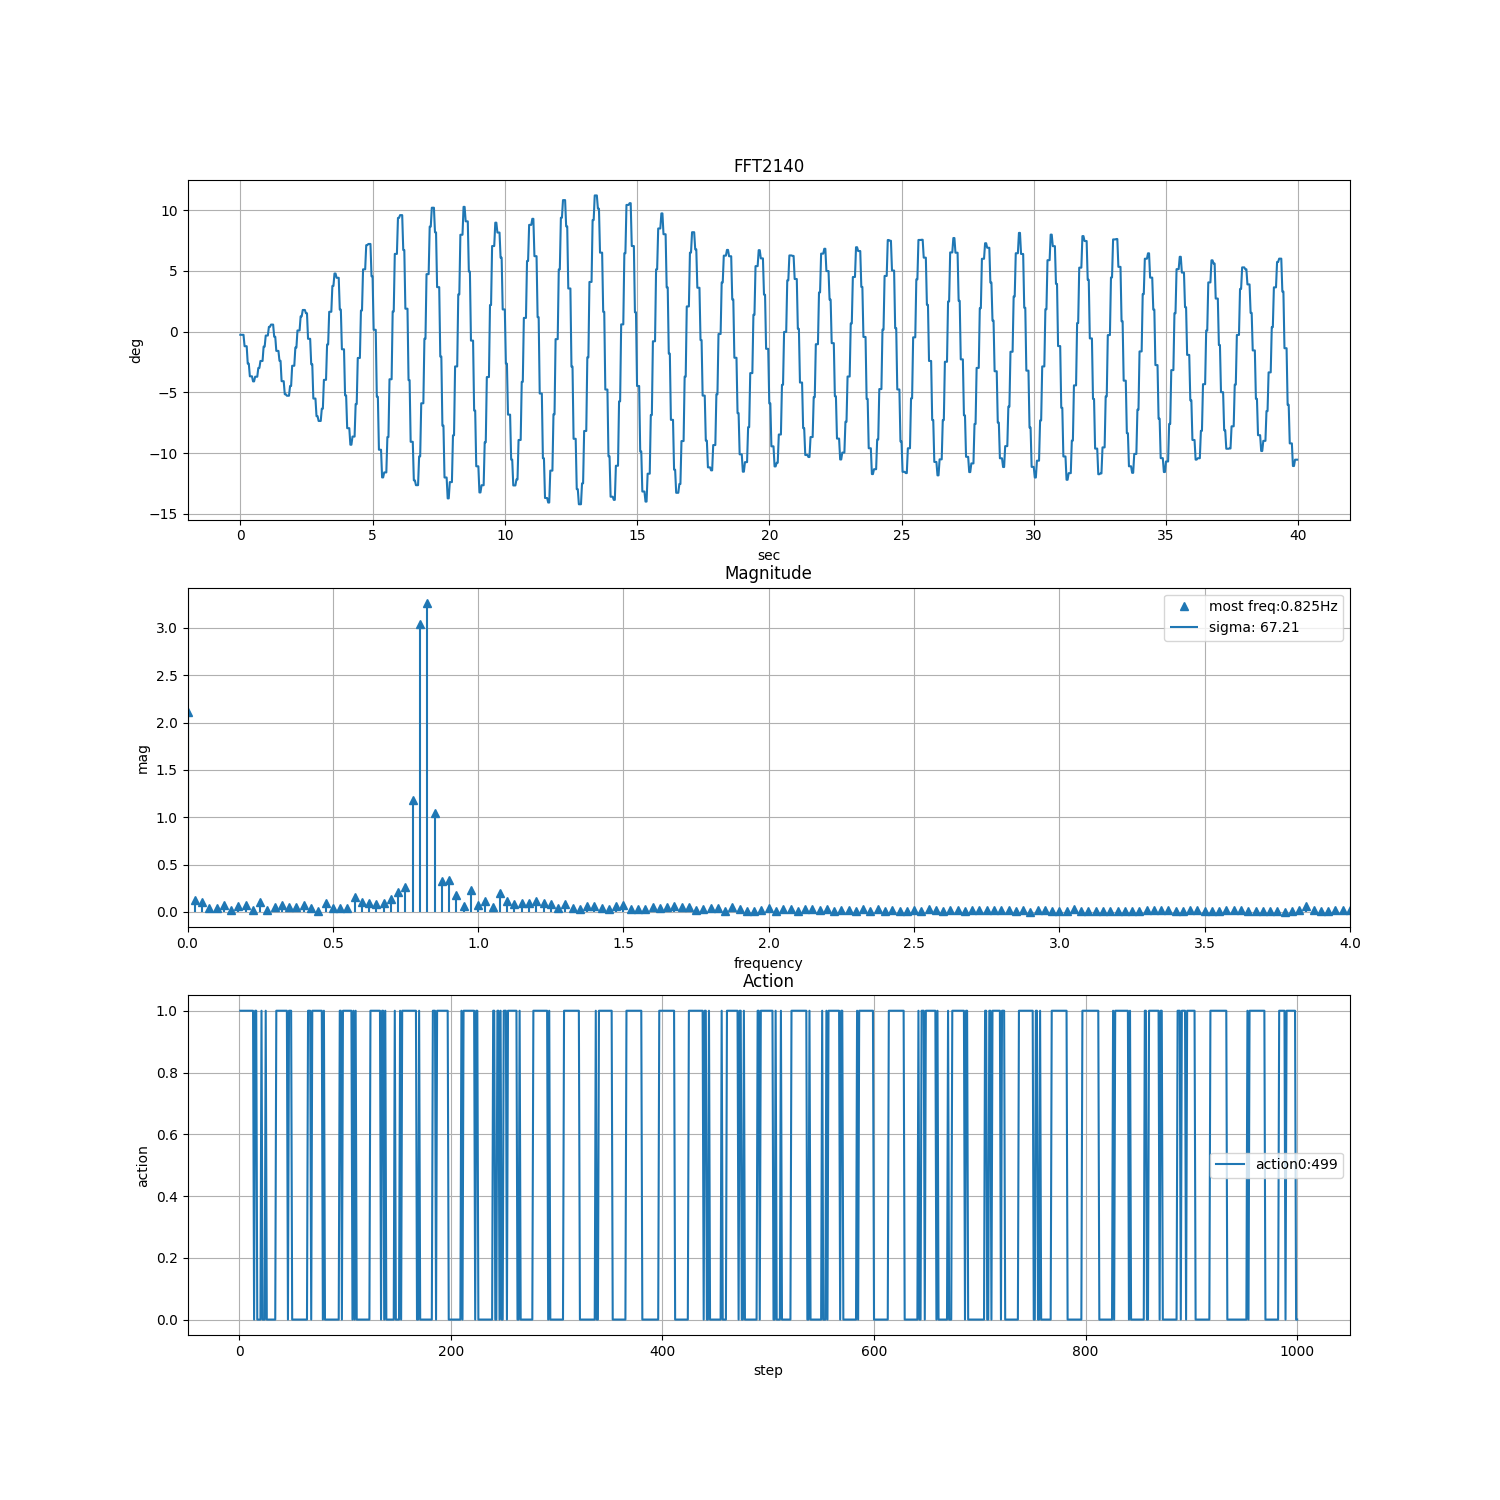 FFT2140
10
5
0
−5
−10
−15
deg
0 5 10 15 20 25 30 35 40
sec
Magnitude
most freq:0.825Hz
sigma: 67.21
3.0
2.5
2.0
1.5
1.0
0.5
0.0
mag
0.0 0.5 1.0 1.5 2.0 2.5 3.0 3.5 4.0
frequency
Action
1.0
0.8
0.6
0.4
0.2
0.0
action
action0:499
0 200 400 600 800 1000
step